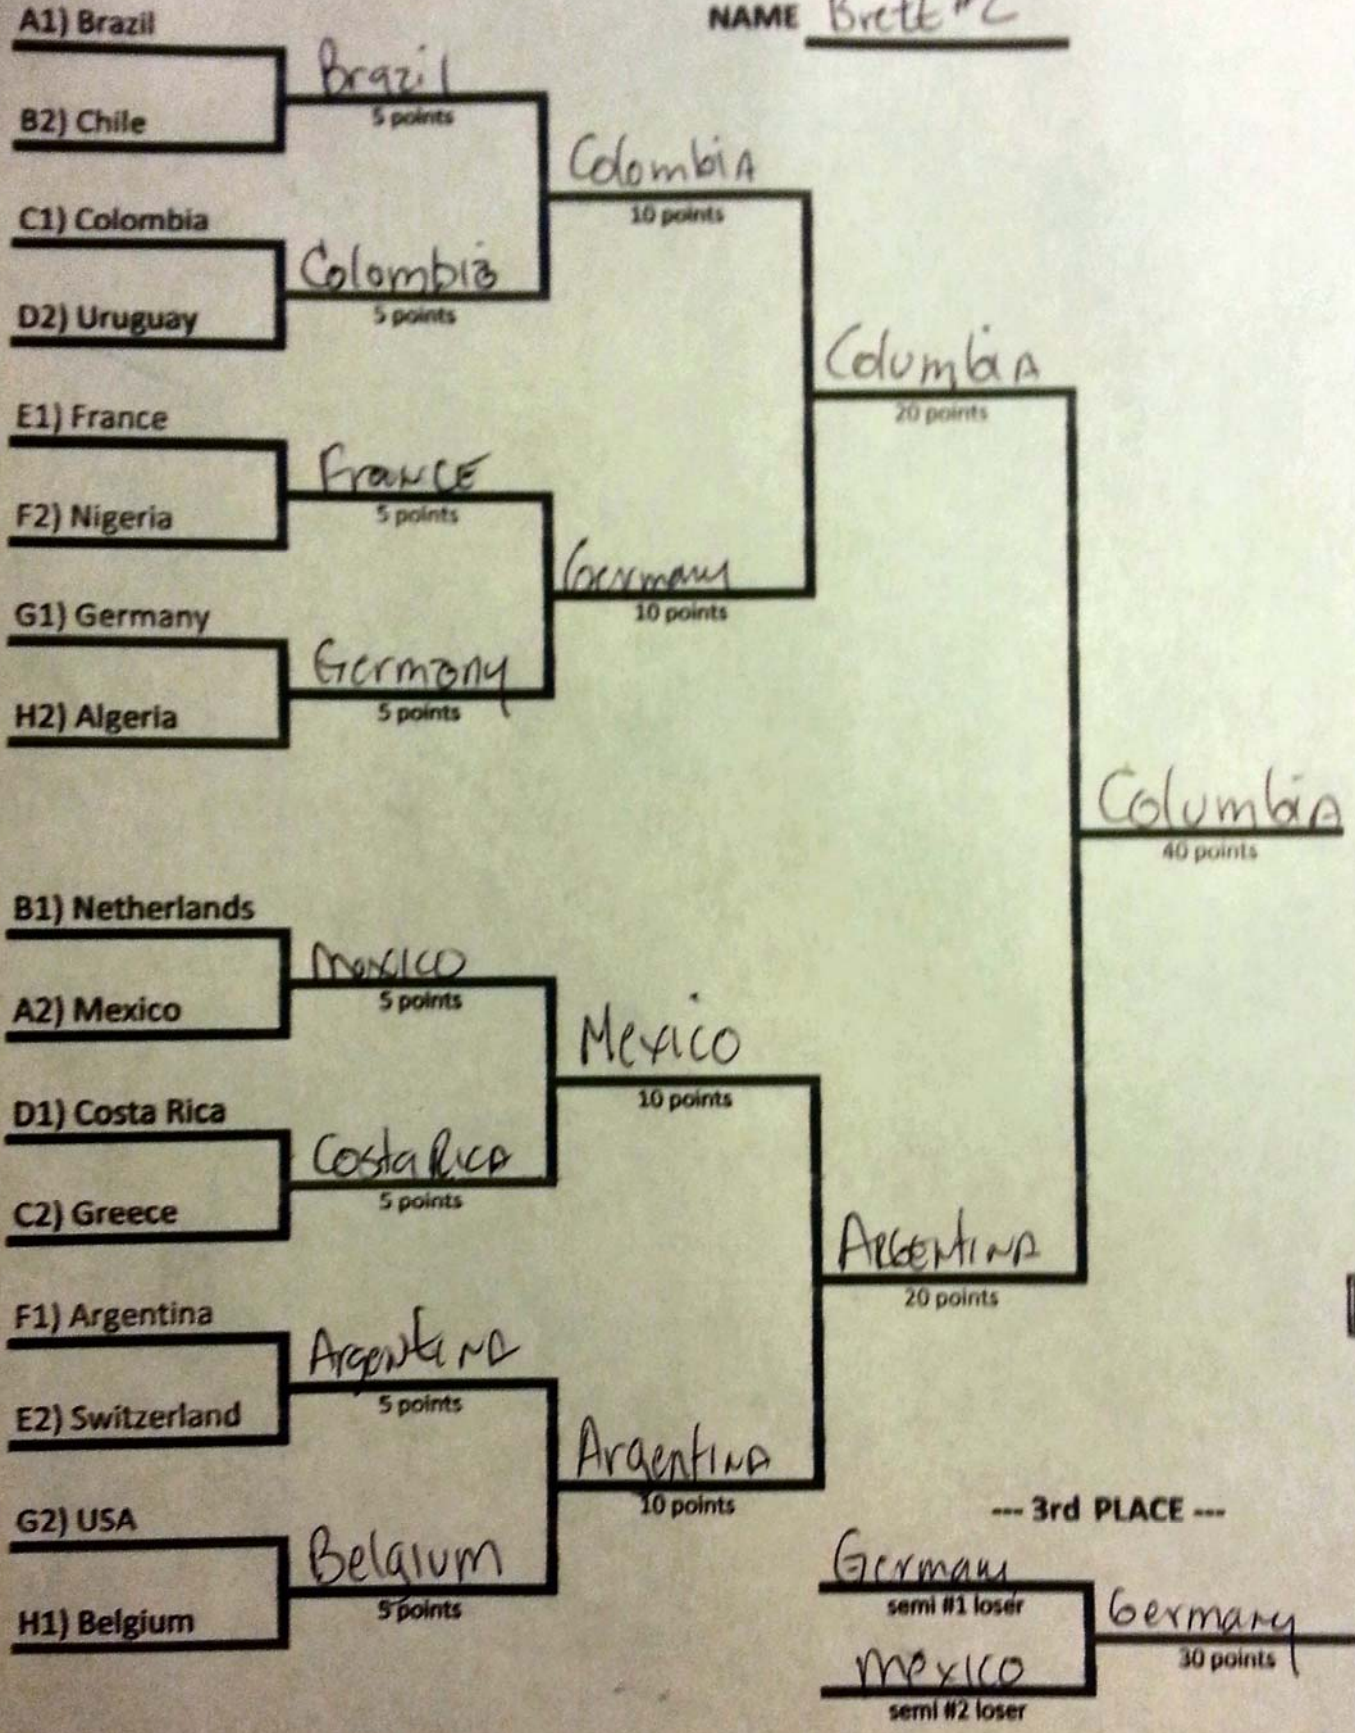 A1) Brazil
NAME Brett #2
Brazil
5 points
B2) Chile
Colombia
10 points
C1) Colombia
Colombia
5 points
D2) Uruguay
Columbia
20 points
E1) France
France
5 points
F2) Nigeria
Germany
10 points
G1) Germany
Germany
5 points
H2) Algeria
Columbia
40 points
B1) Netherlands
Mexico
5 points
A2) Mexico
Mexico
10 points
D1) Costa Rica
Costa Rica
5 points
C2) Greece
Argentina
20 points
F1) Argentina
Argentina
5 points
E2) Switzerland
Argentina
10 points
G2) USA
Belgium
5 points
H1) Belgium
--- 3rd PLACE ---
Germany
semi #1 loser
Germany
30 points
mexico
semi #2 loser